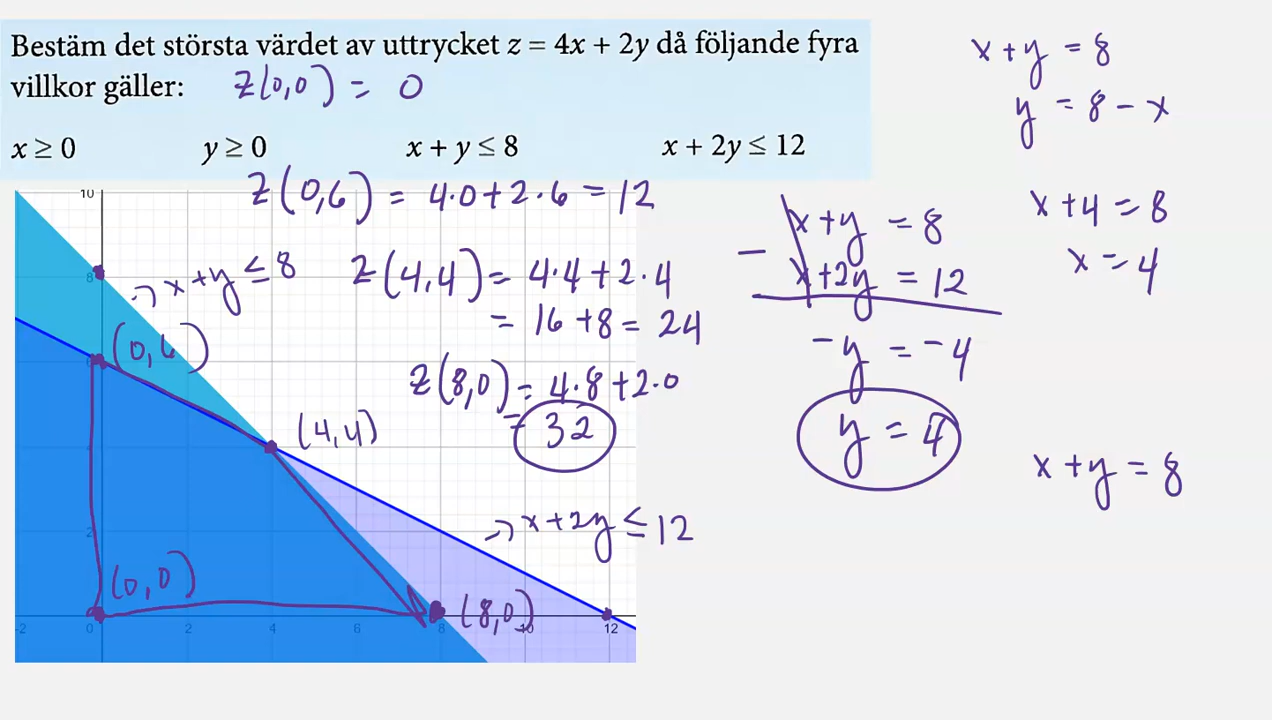 Bestäm det största värdet av uttrycket z = 4x + 2y då följande fyra
villkor gäller: z(0,0) = 0
x ≥ 0 y ≥ 0 x + y ≤ 8 x + 2y ≤ 12
z(0,6) = 4·0+2·6 = 12
z(4,4) = 4·4+2·4
= 16+8 = 24
z(8,0) = 4·8+2·0
= 32
10
8
→ x+y ≤ 8
(0,6)
(4,4)
→ x+2y ≤ 12
2
(0,0)
(8,0)
-2 0 2 4 6 8 10 12
x+y = 8
x+2y = 12
-y = -4
y = 4
x+y = 8
y = 8-x
x+4 = 8
x = 4
x+y = 8